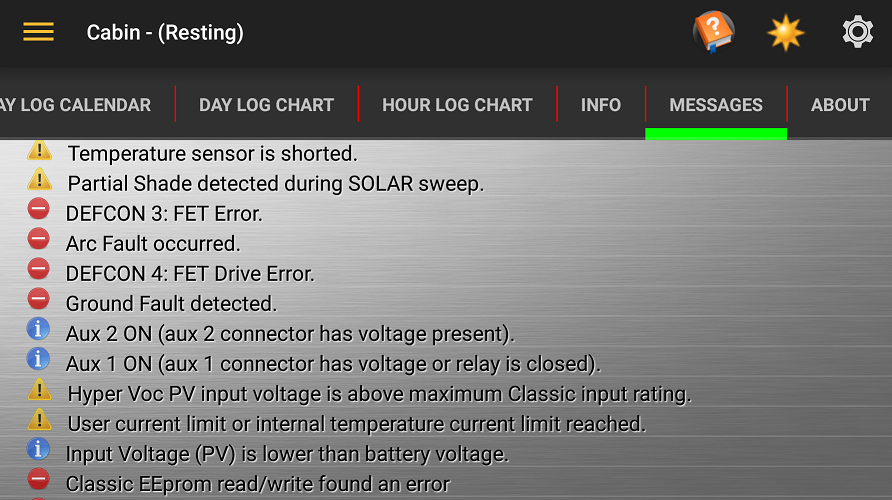 Cabin - (Resting)
AY LOG CALENDAR
DAY LOG CHART
HOUR LOG CHART
INFO
MESSAGES
ABOUT
Temperature sensor is shorted.
Partial Shade detected during SOLAR sweep.
DEFCON 3: FET Error.
Arc Fault occurred.
DEFCON 4: FET Drive Error.
Ground Fault detected.
Aux 2 ON (aux 2 connector has voltage present).
Aux 1 ON (aux 1 connector has voltage or relay is closed).
Hyper Voc PV input voltage is above maximum Classic input rating.
User current limit or internal temperature current limit reached.
Input Voltage (PV) is lower than battery voltage.
Classic EEprom read/write found an error